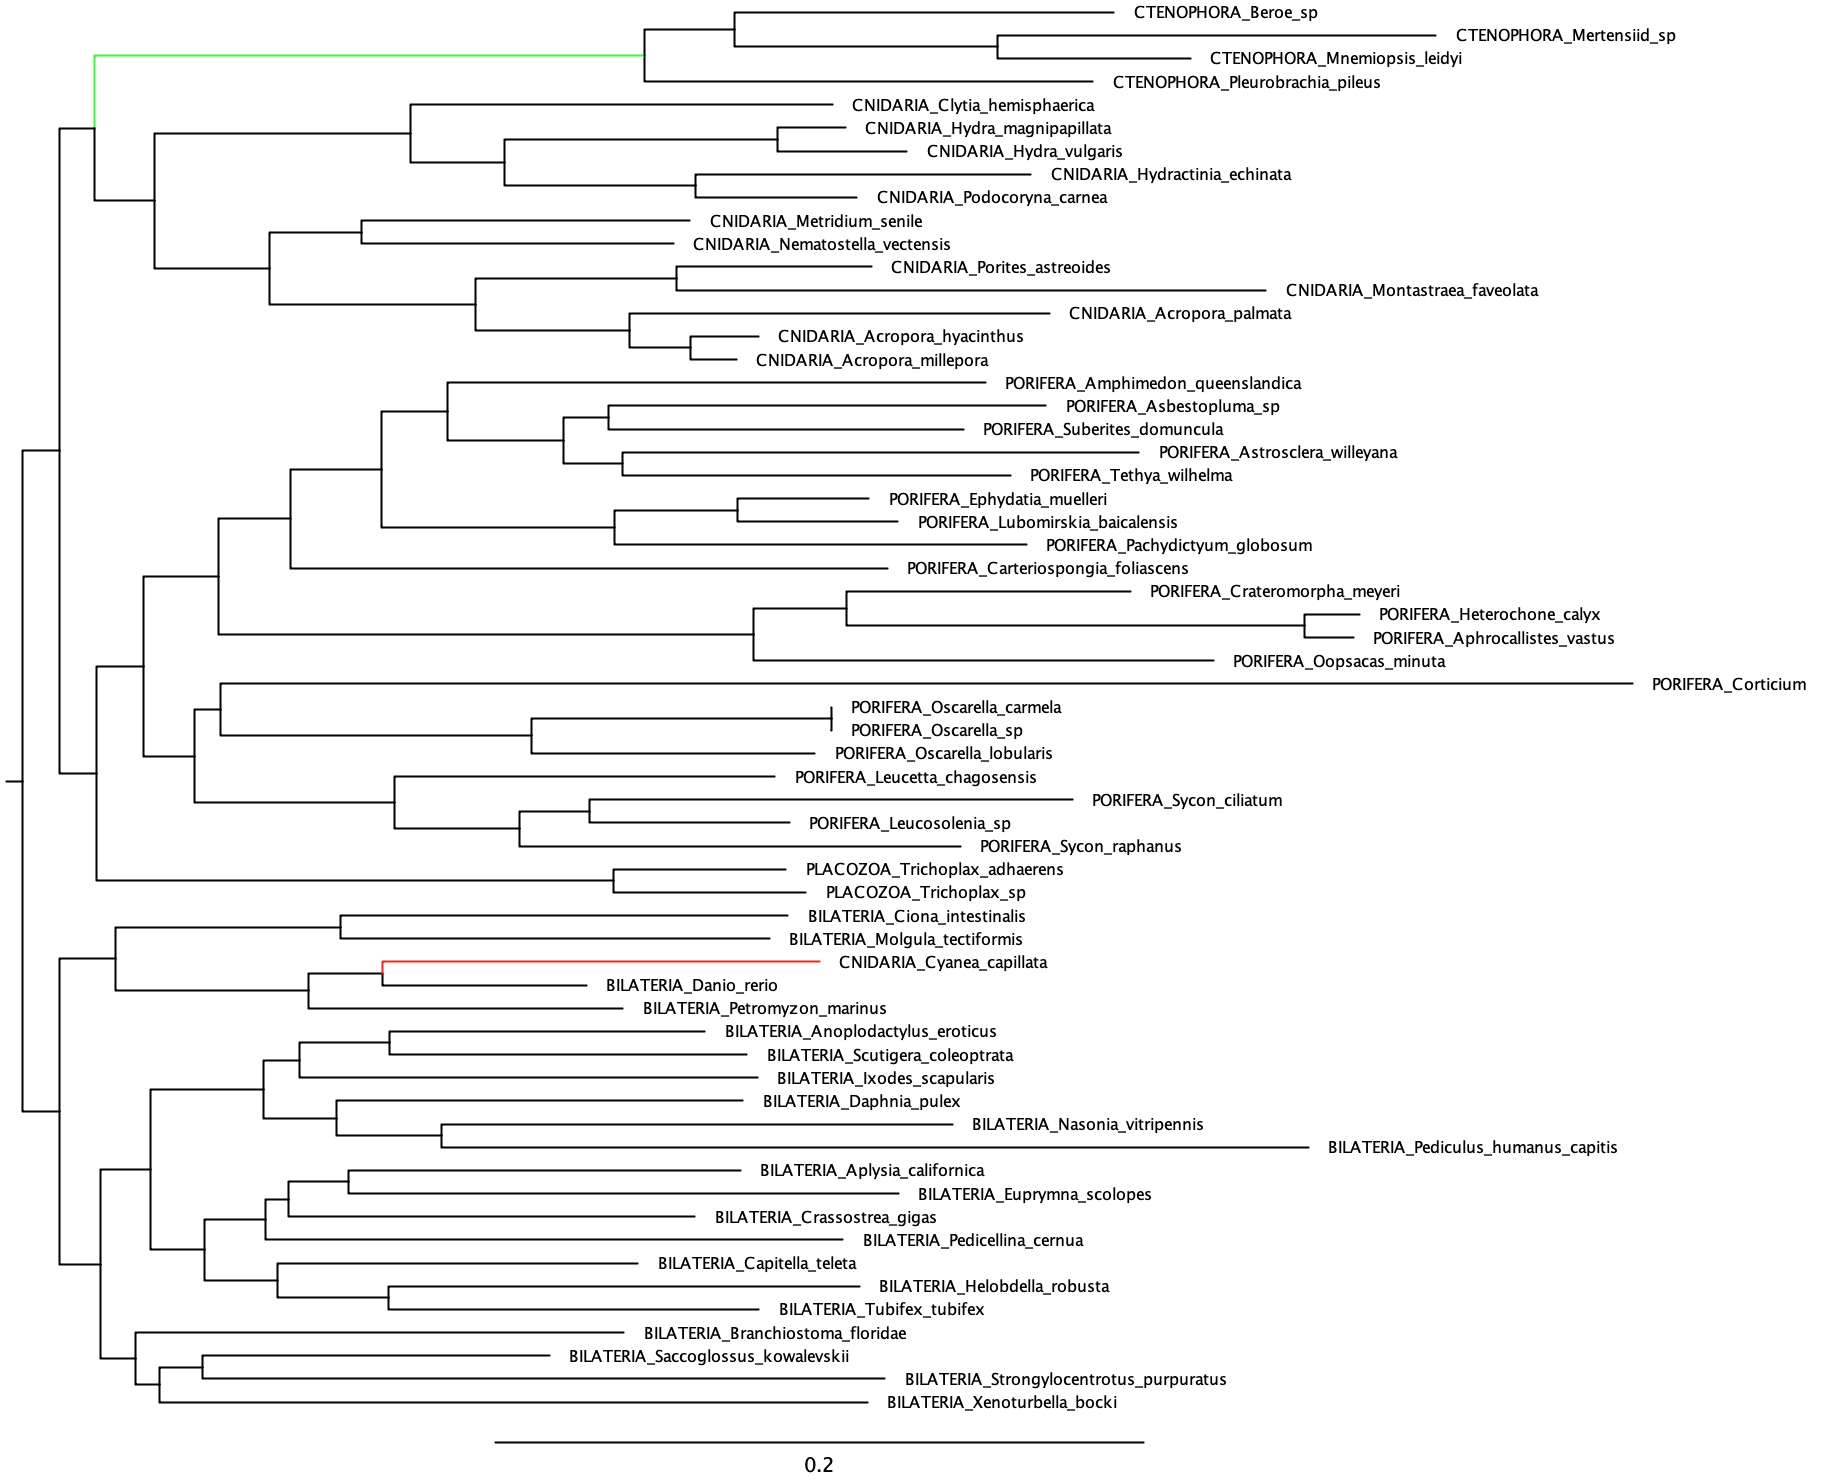 CTENOPHORA_Beroe_sp
CTENOPHORA_Mertensiid_sp
CTENOPHORA_Mnemiopsis_leidyi
CTENOPHORA_Pleurobrachia_pileus
CNIDARIA_Clytia_hemisphaerica
CNIDARIA_Hydra_magnipapillata
CNIDARIA_Hydra_vulgaris
CNIDARIA_Hydractinia_echinata
CNIDARIA_Podocoryna_carnea
CNIDARIA_Metridium_senile
CNIDARIA_Nematostella_vectensis
CNIDARIA_Porites_astreoides
CNIDARIA_Montastraea_faveolata
CNIDARIA_Acropora_palmata
CNIDARIA_Acropora_hyacinthus
CNIDARIA_Acropora_millepora
PORIFERA_Amphimedon_queenslandica
PORIFERA_Asbestopluma_sp
PORIFERA_Suberites_domuncula
PORIFERA_Astrosclera_willeyana
PORIFERA_Tethya_wilhelma
PORIFERA_Ephydatia_muelleri
PORIFERA_Lubomirskia_baicalensis
PORIFERA_Pachydictyum_globosum
PORIFERA_Carteriospongia_foliascens
PORIFERA_Crateromorpha_meyeri
PORIFERA_Heterochone_calyx
PORIFERA_Aphrocallistes_vastus
PORIFERA_Oopsacas_minuta
PORIFERA_Corticium
PORIFERA_Oscarella_carmela
PORIFERA_Oscarella_sp
PORIFERA_Oscarella_lobularis
PORIFERA_Leucetta_chagosensis
PORIFERA_Sycon_ciliatum
PORIFERA_Leucosolenia_sp
PORIFERA_Sycon_raphanus
PLACOZOA_Trichoplax_adhaerens
PLACOZOA_Trichoplax_sp
BILATERIA_Ciona_intestinalis
BILATERIA_Molgula_tectiformis
CNIDARIA_Cyanea_capillata
BILATERIA_Danio_rerio
BILATERIA_Petromyzon_marinus
BILATERIA_Anoplodactylus_eroticus
BILATERIA_Scutigera_coleoptrata
BILATERIA_Ixodes_scapularis
BILATERIA_Daphnia_pulex
BILATERIA_Nasonia_vitripennis
BILATERIA_Pediculus_humanus_capitis
BILATERIA_Aplysia_californica
BILATERIA_Euprymna_scolopes
BILATERIA_Crassostrea_gigas
BILATERIA_Pedicellina_cernua
BILATERIA_Capitella_teleta
BILATERIA_Helobdella_robusta
BILATERIA_Tubifex_tubifex
BILATERIA_Branchiostoma_floridae
BILATERIA_Saccoglossus_kowalevskii
BILATERIA_Strongylocentrotus_purpuratus
BILATERIA_Xenoturbella_bocki
0.2